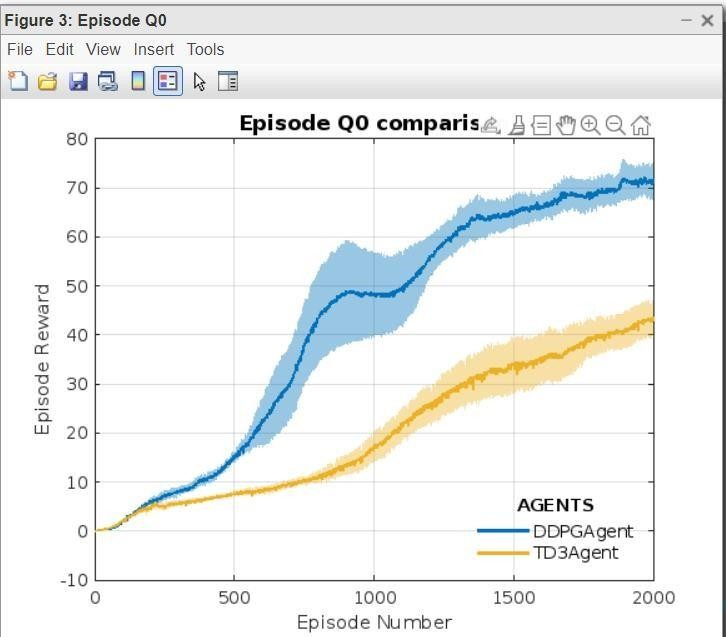 Figure 3: Episode Q0
File Edit View Insert Tools
Episode Q0 comparis
80
70
60
50
40
30
20
10
0
-10
Episode Reward
AGENTS
DDPGAgent
TD3Agent
0 500 1000 1500 2000
Episode Number